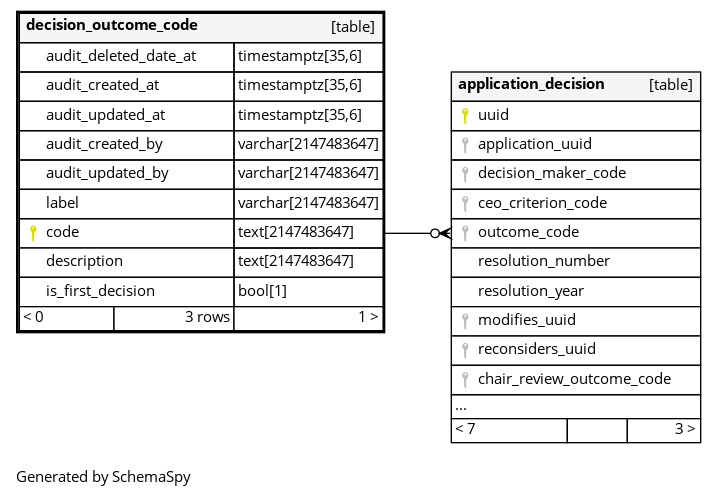 decision_outcome_code [table]
audit_deleted_date_at timestamptz[35,6]
audit_created_at timestamptz[35,6]
audit_updated_at timestamptz[35,6]
audit_created_by varchar[2147483647]
audit_updated_by varchar[2147483647]
label varchar[2147483647]
code text[2147483647]
description text[2147483647]
is_first_decision bool[1]
< 0 3 rows 1 >
application_decision [table]
uuid
application_uuid
decision_maker_code
ceo_criterion_code
outcome_code
resolution_number
resolution_year
modifies_uuid
reconsiders_uuid
chair_review_outcome_code
...
< 7 3 >
Generated by SchemaSpy